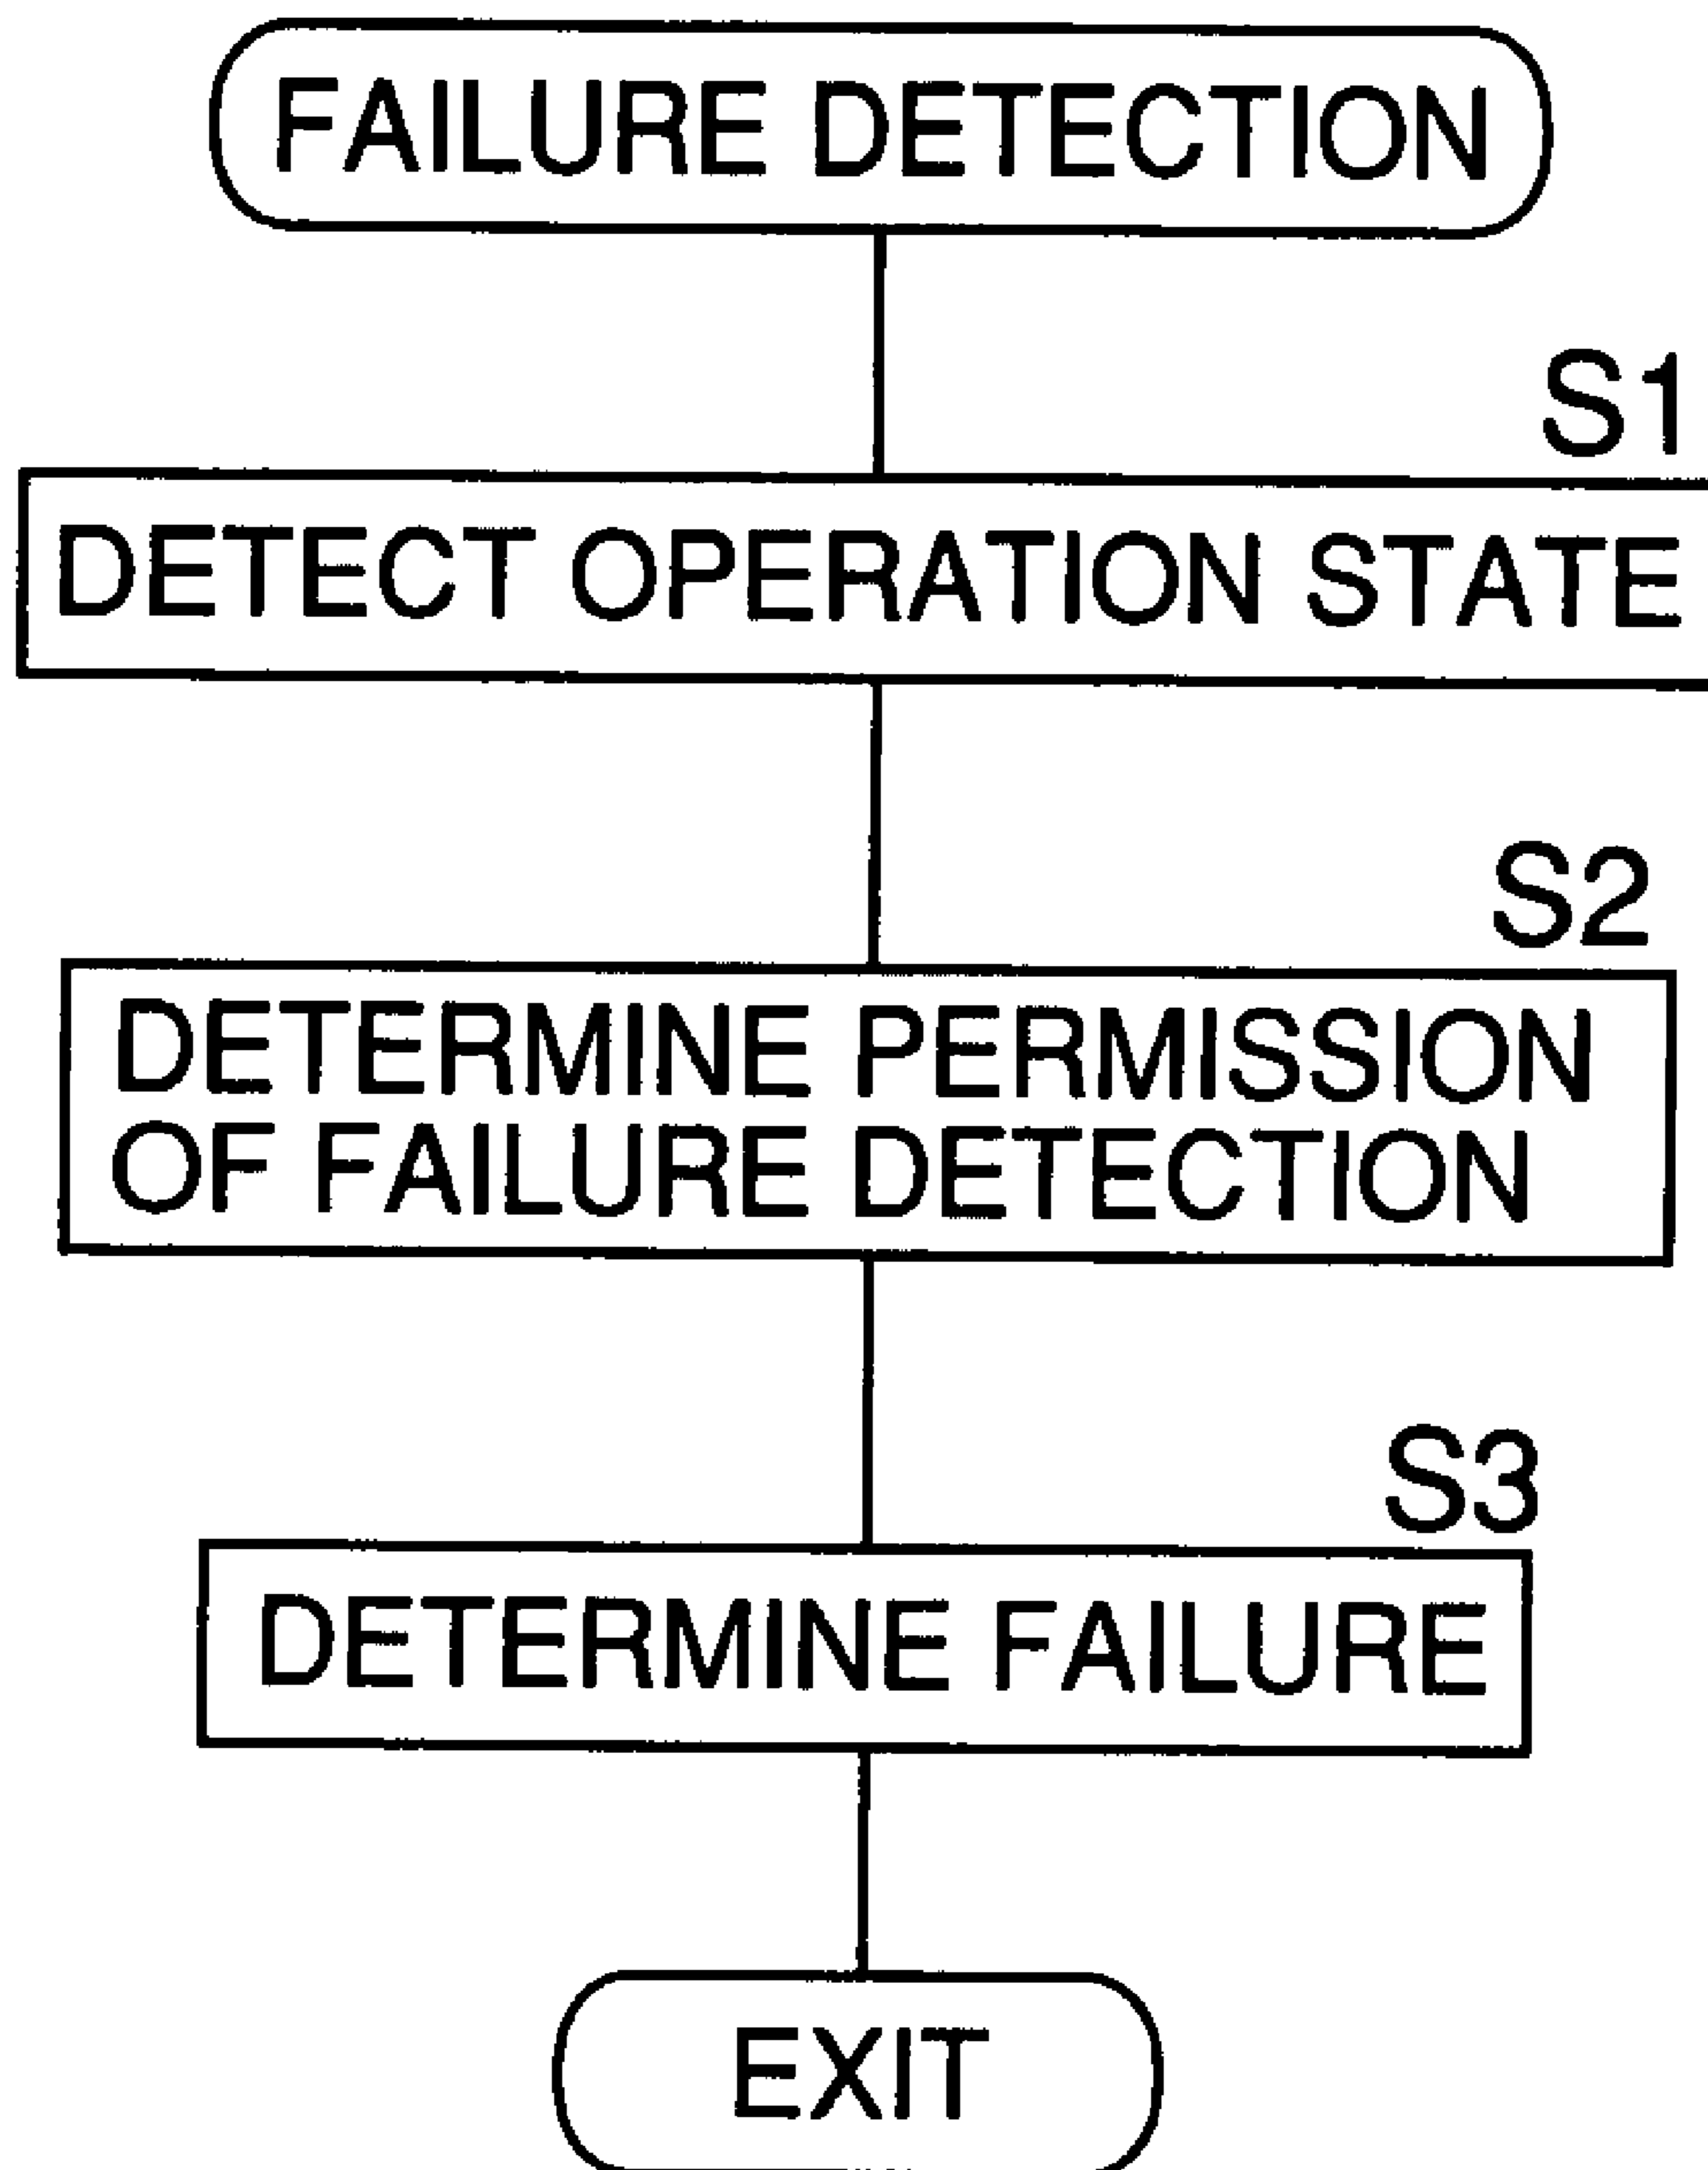 FAILURE DETECTION
S1
DETECT OPERATION STATE
S2
DETERMINE PERMISSION
OF FAILURE DETECTION
S3
DETERMINE FAILURE
EXIT